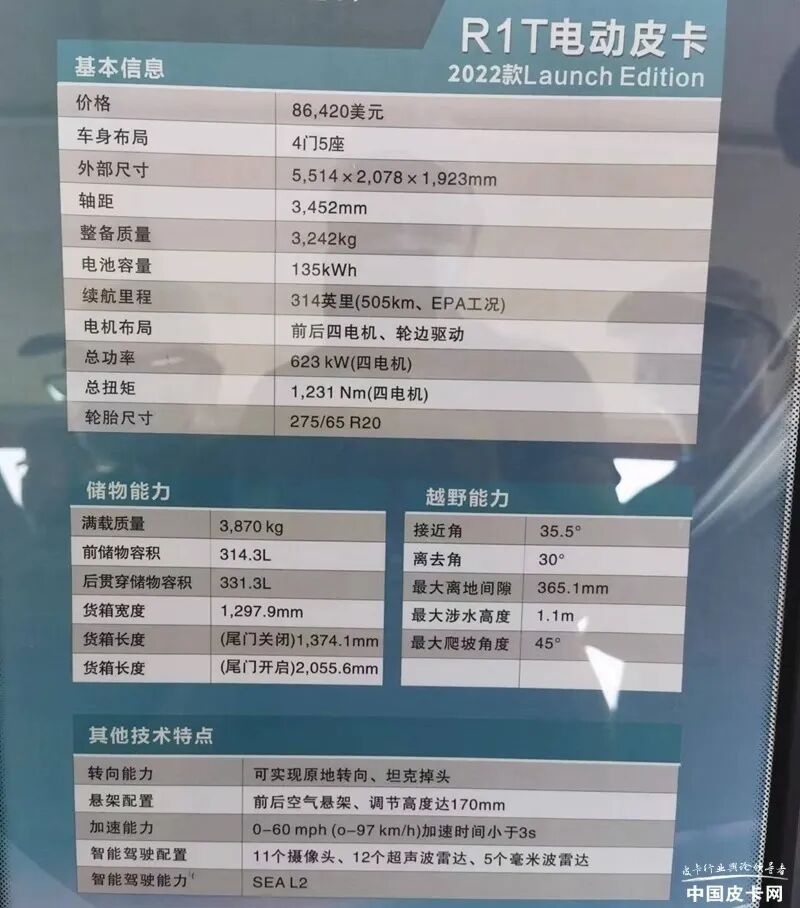 R1T电动皮卡
2022款Launch Edition
基本信息
价格 86,420美元
车身布局 4门5座
外部尺寸 5,514×2,078×1,923mm
轴距 3,452mm
整备质量 3,242kg
电池容量 135kWh
续航里程 314英里(505km、EPA工况)
电机布局 前后四电机、轮边驱动
总功率 623 kW(四电机)
总扭矩 1,231 Nm(四电机)
轮胎尺寸 275/65 R20
储物能力
满载质量 3,870 kg
前储物容积 314.3L
后贯穿储物容积 331.3L
货箱宽度 1,297.9mm
货箱长度 (尾门关闭)1,374.1mm
货箱长度 (尾门开启)2,055.6mm
越野能力
接近角 35.5°
离去角 30°
最大离地间隙 365.1mm
最大涉水高度 1.1m
最大爬坡角度 45°
其他技术特点
转向能力 可实现原地转向、坦克掉头
悬架配置 前后空气悬架、调节高度达170mm
加速能力 0-60 mph (o-97 km/h)加速时间小于3s
智能驾驶配置 11个摄像头、12个超声波雷达、5个毫米波雷达
智能驾驶能力 SEA L2
皮卡行业舆论领导者
中国皮卡网